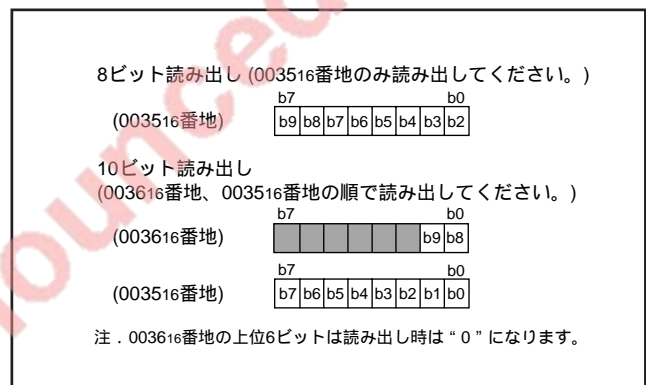 8ビット読み出し (003516番地のみ読み出してください。)
b7 b0
(003516番地) b9 b8 b7 b6 b5 b4 b3 b2
10ビット読み出し
(003616番地、003516番地の順で読み出してください。)
b7 b0
(003616番地) b9 b8
b7 b0
(003516番地) b7 b6 b5 b4 b3 b2 b1 b0
注．003616番地の上位6ビットは読み出し時は“0”になります。
ounced